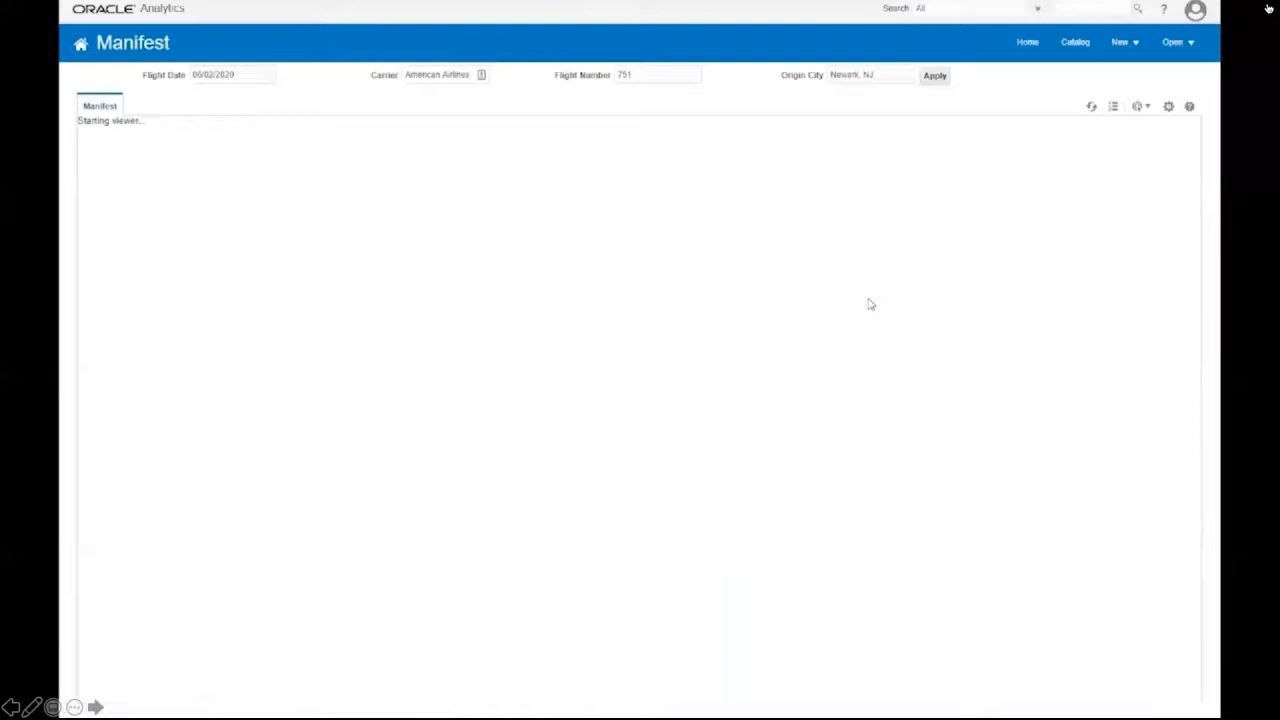 ORACLE Analytics Search All ?
Manifest Home Catalog New Open
Flight Date 06/02/2020 Carrier American Airlines Flight Number 751 Origin City Newark, NJ Apply
Manifest
Starting viewer...